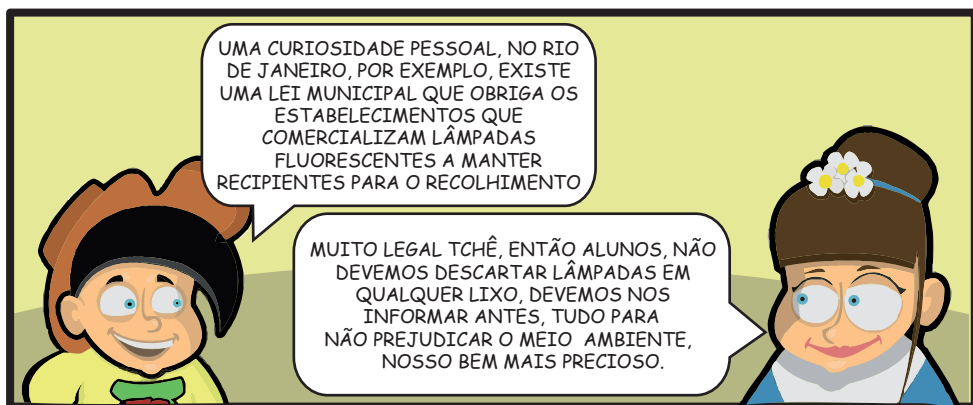 UMA CURIOSIDADE PESSOAL, NO RIO
DE JANEIRO, POR EXEMPLO, EXISTE
UMA LEI MUNICIPAL QUE OBRIGA OS
ESTABELECIMENTOS QUE
COMERCIALIZAM LÂMPADAS
FLUORESCENTES A MANTER
RECIPIENTES PARA O RECOLHIMENTO
MUITO LEGAL TCHÊ, ENTÃO ALUNOS, NÃO
DEVEMOS DESCARTAR LÂMPADAS EM
QUALQUER LIXO, DEVEMOS NOS
INFORMAR ANTES, TUDO PARA
NÃO PREJUDICAR O MEIO AMBIENTE,
NOSSO BEM MAIS PRECIOSO.